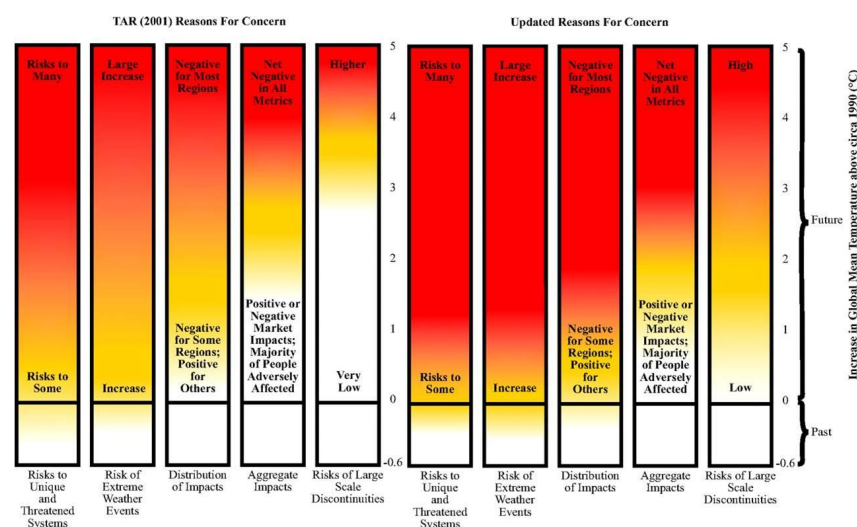 TAR (2001) Reasons For Concern
Risks to
Many
Large
Increase
Negative
for Most
Regions
Net
Negative
in All
Metrics
Higher
Risks to
Some
Increase
Negative
for Some
Regions;
Positive
for
Others
Positive or
Negative
Market
Impacts;
Majority
of People
Adversely
Affected
Very
Low
5
4
3
2
1
0
-0.6
Risks to
Unique
and
Threatened
Systems
Risk of
Extreme
Weather
Events
Distribution
of Impacts
Aggregate
Impacts
Risks of Large
Scale
Discontinuities
Updated Reasons For Concern
Risks to
Many
Large
Increase
Negative
for Most
Regions
Net
Negative
in All
Metrics
High
Risks to
Some
Increase
Negative
for Some
Regions;
Positive
for
Others
Positive or
Negative
Market
Impacts;
Majority
of People
Adversely
Affected
Low
5
4
3
2
1
0
-0.6
Risks to
Unique
and
Threatened
Systems
Risk of
Extreme
Weather
Events
Distribution
of Impacts
Aggregate
Impacts
Risks of Large
Scale
Discontinuities
Future
Past
Increase in Global Mean Temperature above circa 1990 (°C)